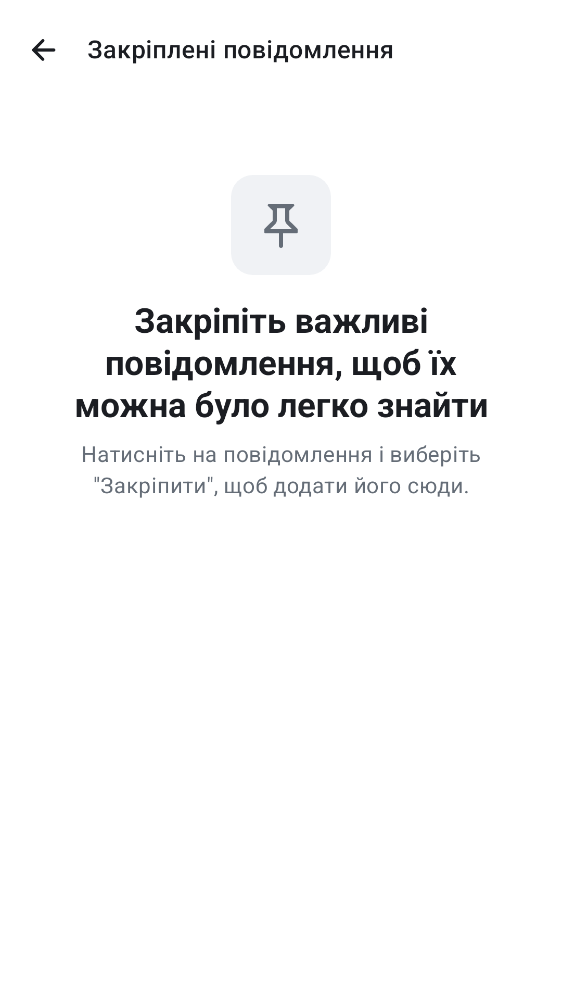 Закріплені повідомлення
Закріпіть важливі
повідомлення, щоб їх
можна було легко знайти
Натисніть на повідомлення і виберіть
"Закріпити", щоб додати його сюди.